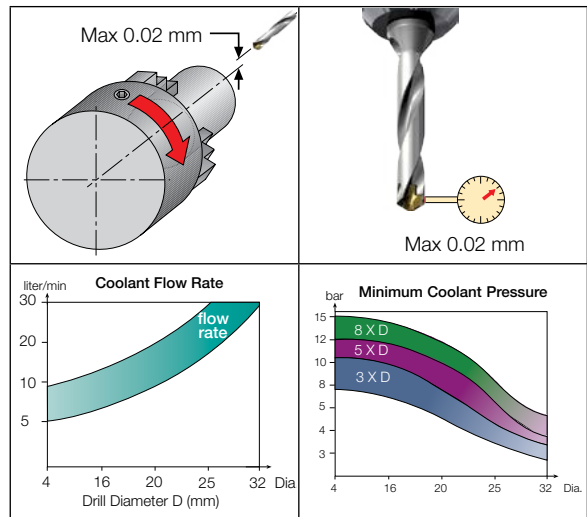 Max 0.02 mm
Max 0.02 mm
Coolant Flow Rate
liter/min
30
20
10
5
flow
rate
4 16 20 25 32 Dia
Drill Diameter D (mm)
Minimum Coolant Pressure
bar
15
12
10
8
5
4
3
8 X D
5 X D
3 X D
4 16 20 25 32 Dia.